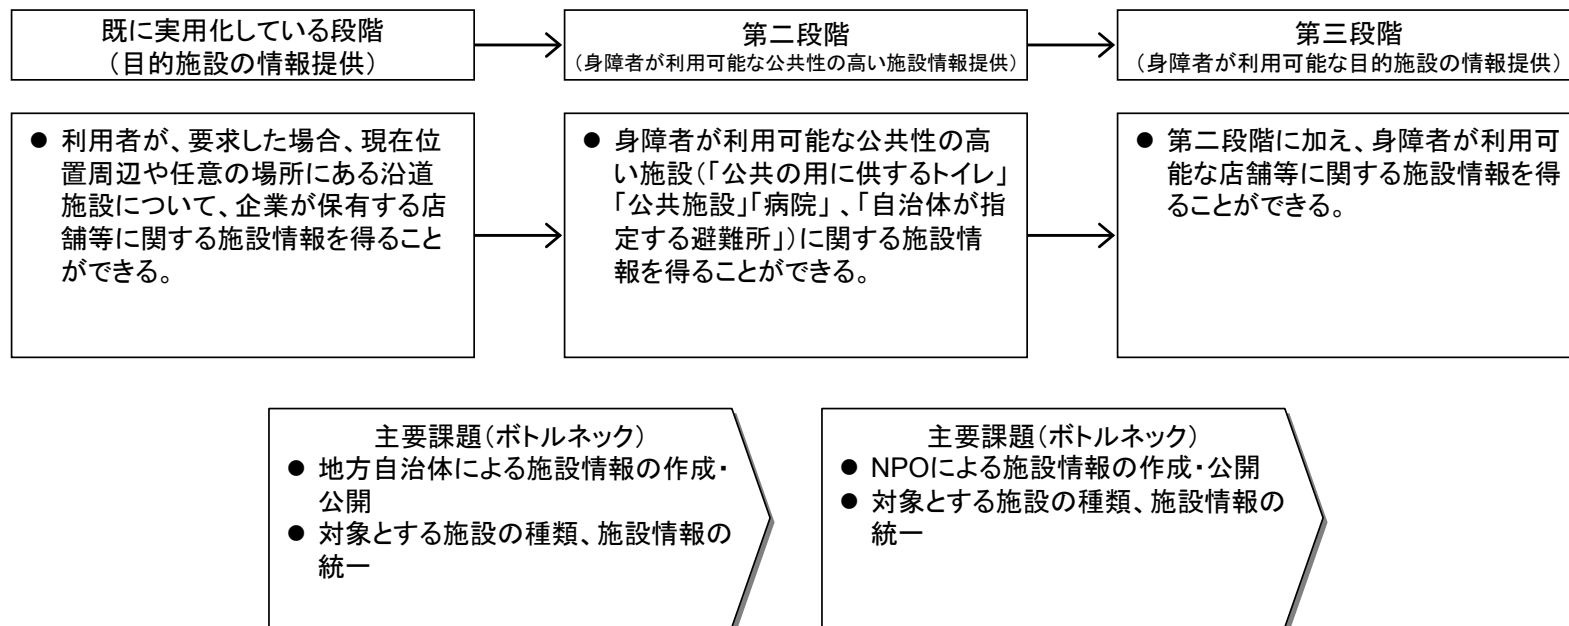 既に実用化している段階
（目的施設の情報提供）
第二段階
（身障者が利用可能な公共性の高い施設情報提供）
第三段階
（身障者が利用可能な目的施設の情報提供）
● 利用者が、要求した場合、現在位
置周辺や任意の場所にある沿道
施設について、企業が保有する店
舗等に関する施設情報を得ること
ができる。
● 身障者が利用可能な公共性の高
い施設（「公共の用に供するトイレ」
「公共施設」「病院」 、「自治体が指
定する避難所」）に関する施設情
報を得ることができる。
● 第二段階に加え、身障者が利用可
能な店舗等に関する施設情報を得
ることができる。
主要課題（ボトルネック）
● 地方自治体による施設情報の作成・
公開
● 対象とする施設の種類、施設情報の
統一
主要課題（ボトルネック）
● NPOによる施設情報の作成・公開
● 対象とする施設の種類、施設情報の
統一